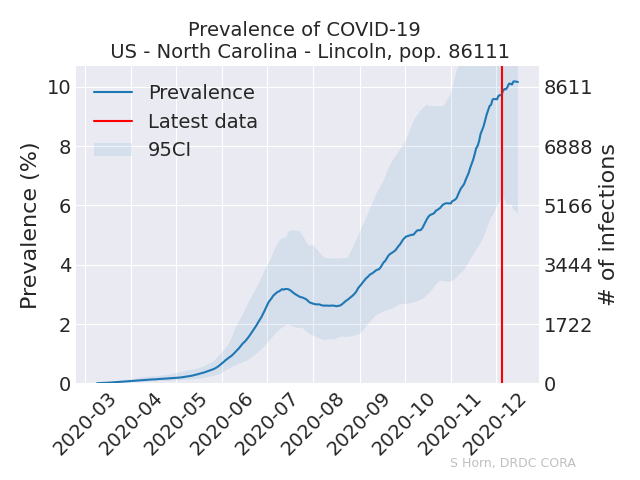 Prevalence of COVID-19
US - North Carolina - Lincoln, pop. 86111
Prevalence
Latest data
95CI
Prevalence (%)
10
8
6
4
2
0
8611
6888
5166
3444
1722
0
# of infections
2020-03
2020-04
2020-05
2020-06
2020-07
2020-08
2020-09
2020-10
2020-11
2020-12
S Horn, DRDC CORA